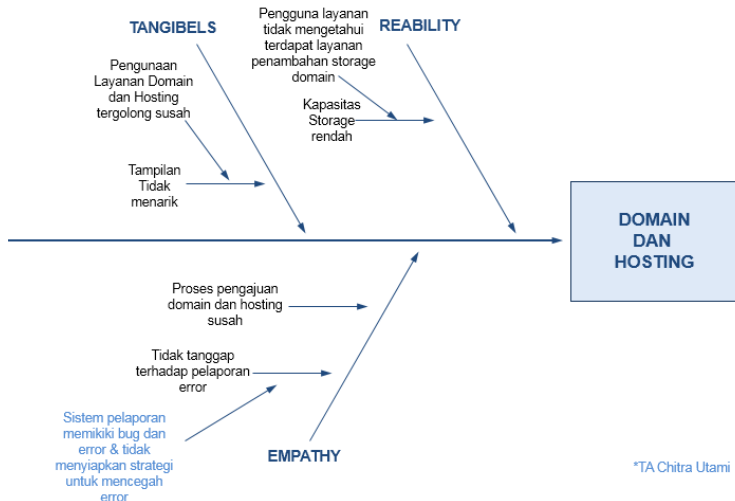 TANGIBELS
Pengunaan
Layanan Domain
dan Hosting
tergolong susah
Tampilan
Tidak
menarik
Pengguna layanan
tidak mengetahui
terdapat layanan
penambahan storage
domain
REABILITY
Kapasitas
Storage
rendah
DOMAIN
DAN
HOSTING
Proses pengajuan
domain dan hosting
susah
Tidak tanggap
terhadap pelaporan
error
Sistem pelaporan
memikiki bug dan
error & tidak
menyiapkan strategi
untuk mencegah
error
EMPATHY
*TA Chitra Utami